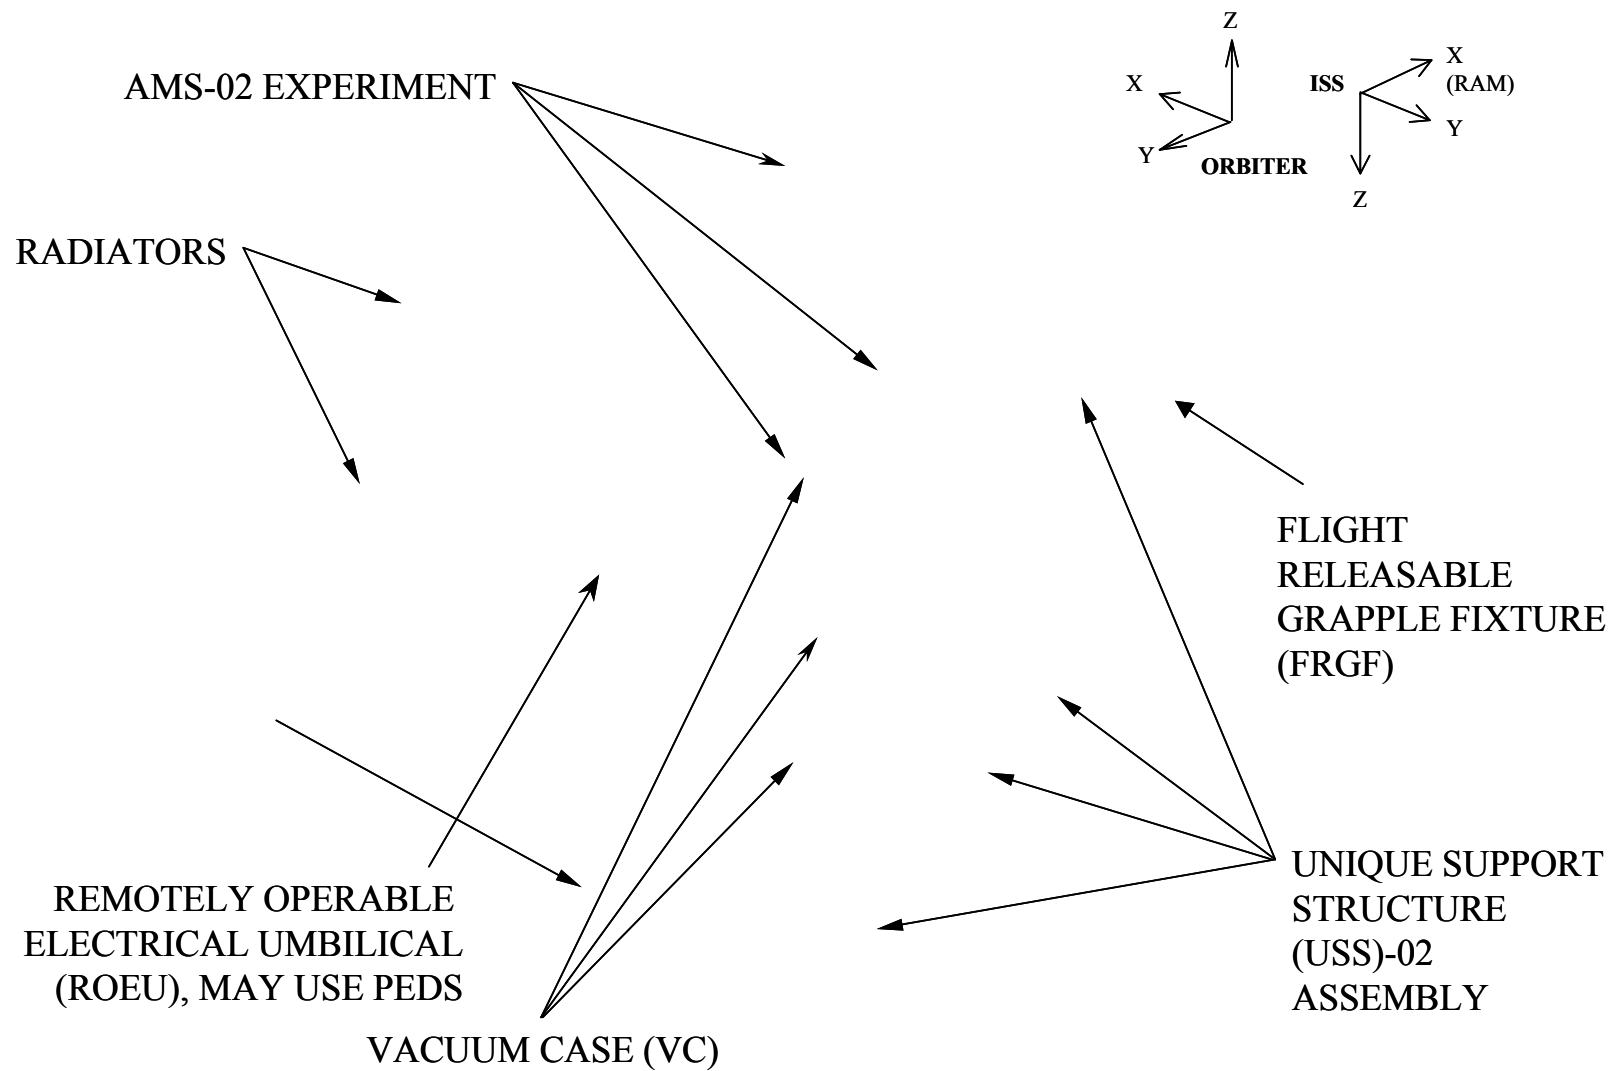 Z
X
Y
ORBITER
ISS
X
(RAM)
Y
Z
AMS-02 EXPERIMENT
RADIATORS
FLIGHT
RELEASABLE
GRAPPLE FIXTURE
(FRGF)
REMOTELY OPERABLE
ELECTRICAL UMBILICAL
(ROEU), MAY USE PEDS
VACUUM CASE (VC)
UNIQUE SUPPORT
STRUCTURE
(USS)-02
ASSEMBLY